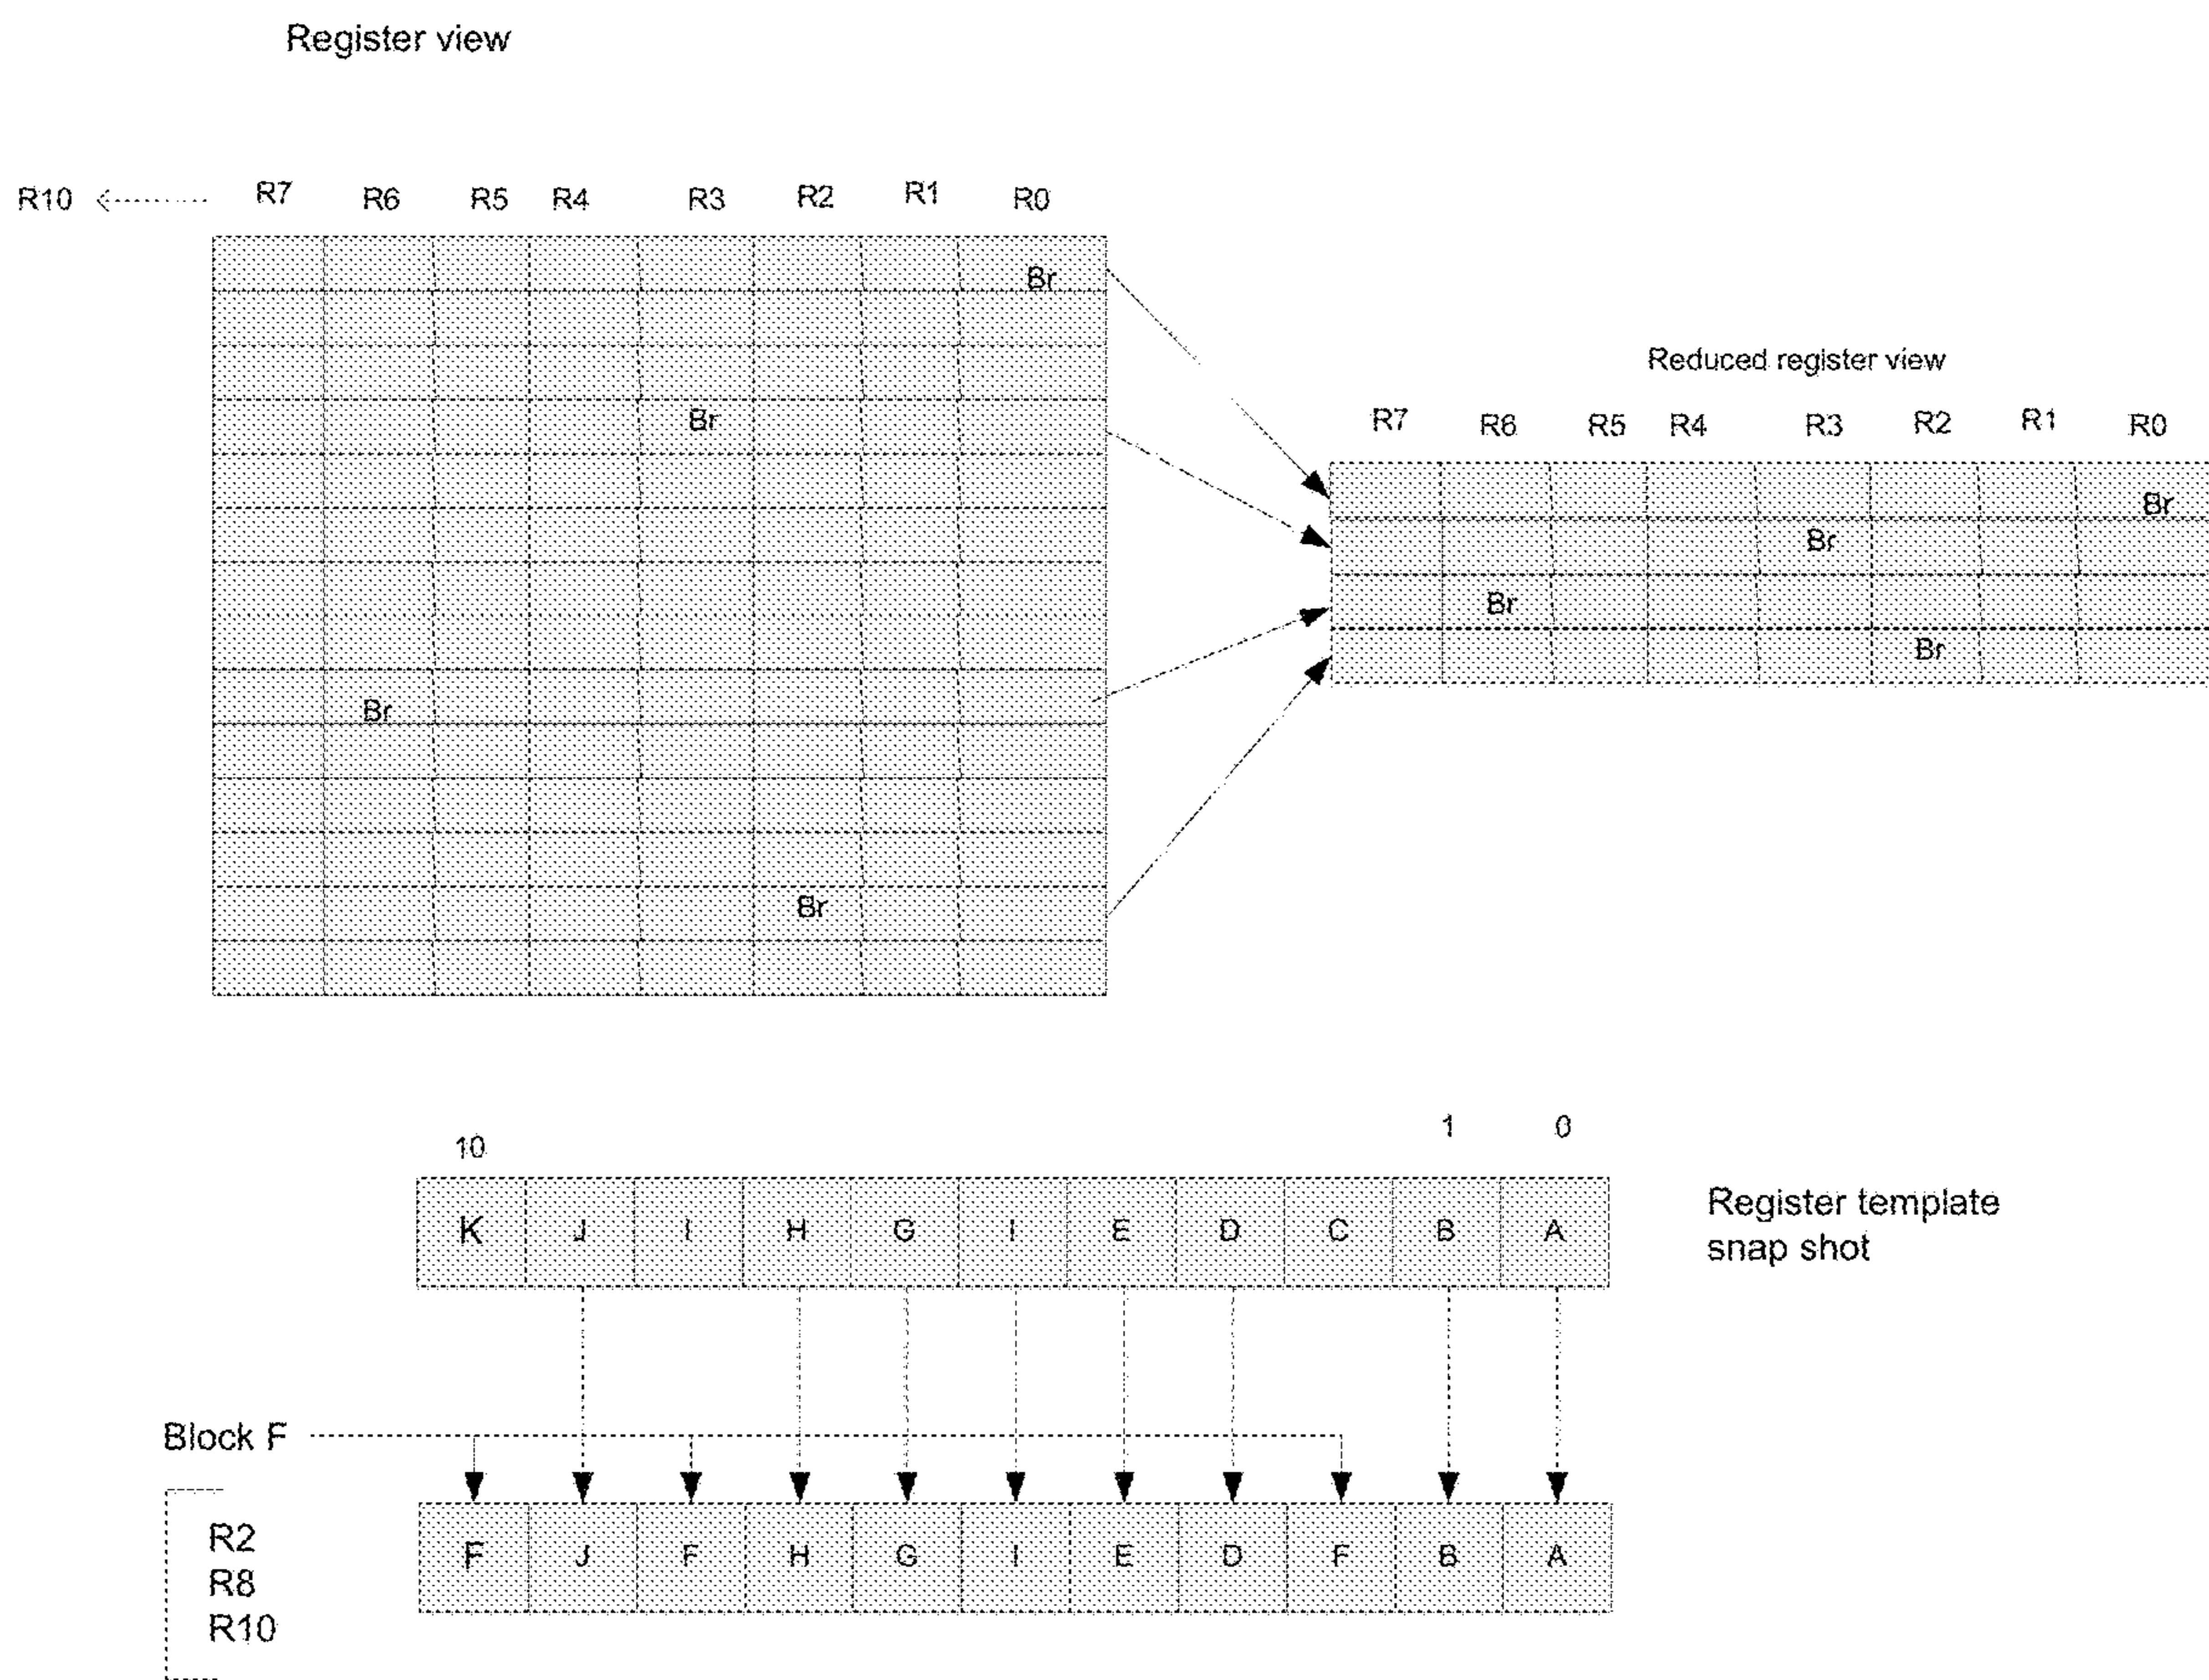 Register view
R10 R7 R6 R5 R4 R3 R2 R1 R0
Br
Br
Br
Br
Reduced register view
R7 R6 R5 R4 R3 R2 R1 R0
Br
Br
Br
Br
10 1 0
K J I H G I E D C B A
Register template
snap shot
Block F
F J F H G I E D F B A
R2
R8
R10